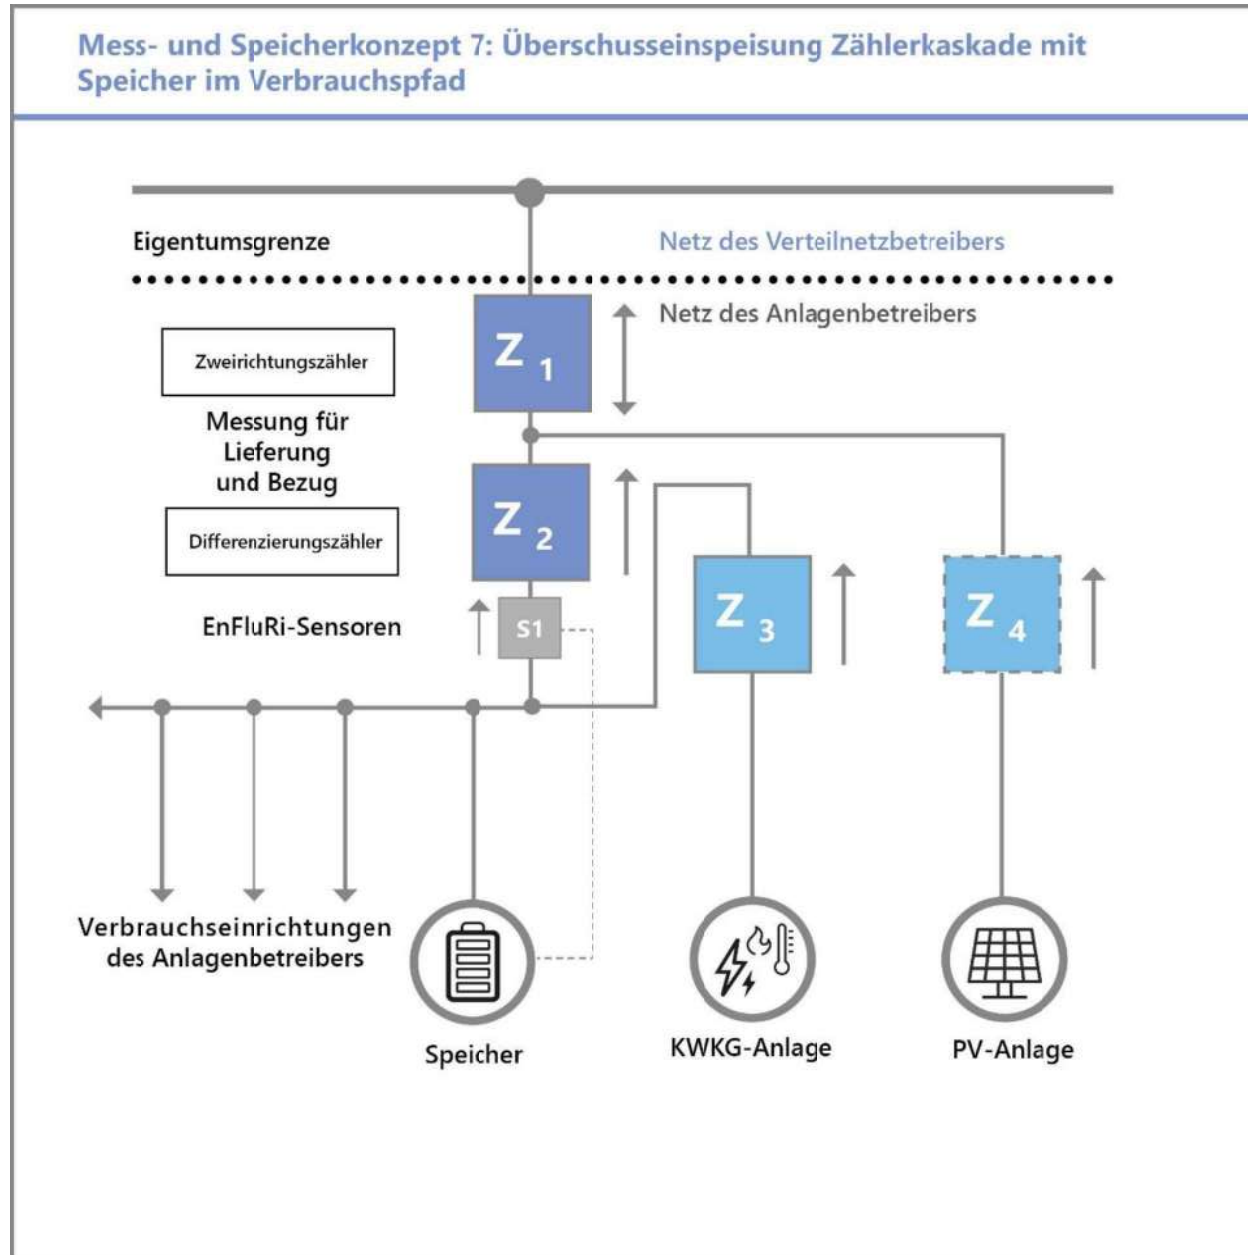 Mess- und Speicherkonzept 7: Überschusseinspeisung Zählerkaskade mit
Speicher im Verbrauchspfad
Eigentumsgrenze
Netz des Verteilnetzbetreibers
Netz des Anlagenbetreibers
Z 1
Zweirichtungszähler
Messung für
Lieferung
und Bezug
Z 2
Differenzierungszähler
Z 3
Z 4
EnFluRi-Sensoren
S1
Verbrauchseinrichtungen
des Anlagenbetreibers
Speicher
KWKG-Anlage
PV-Anlage